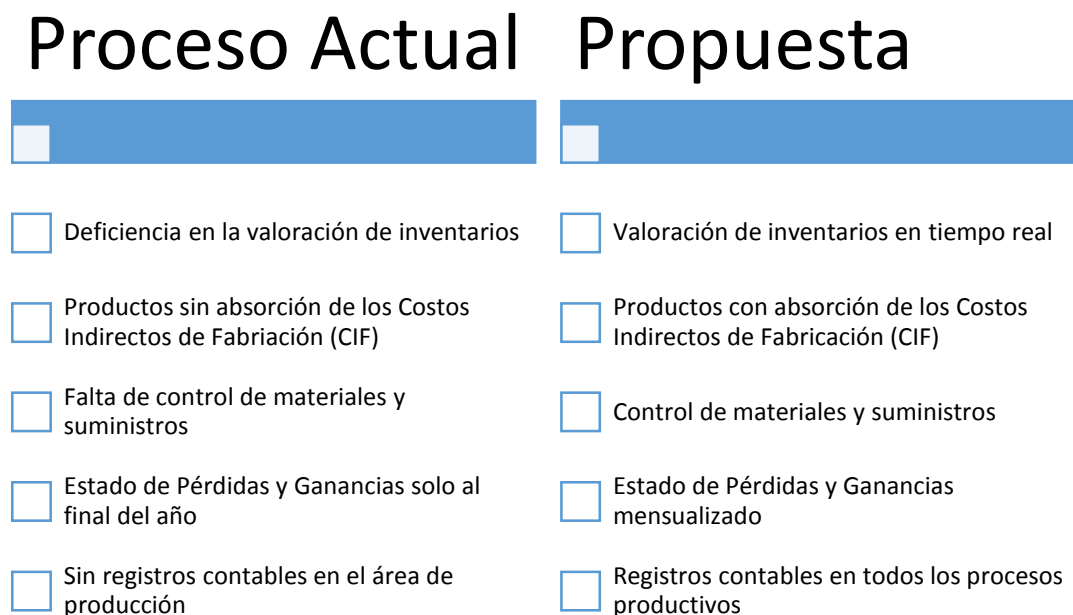 Proceso Actual
Deficiencia en la valoración de inventarios
Productos sin absorción de los Costos
Indirectos de Fabriación (CIF)
Falta de control de materiales y
suministros
Estado de Pérdidas y Ganancias solo al
final del año
Sin registros contables en el área de
producción
Propuesta
Valoración de inventarios en tiempo real
Productos con absorción de los Costos
Indirectos de Fabricación (CIF)
Control de materiales y suministros
Estado de Pérdidas y Ganancias
mensualizado
Registros contables en todos los procesos
productivos